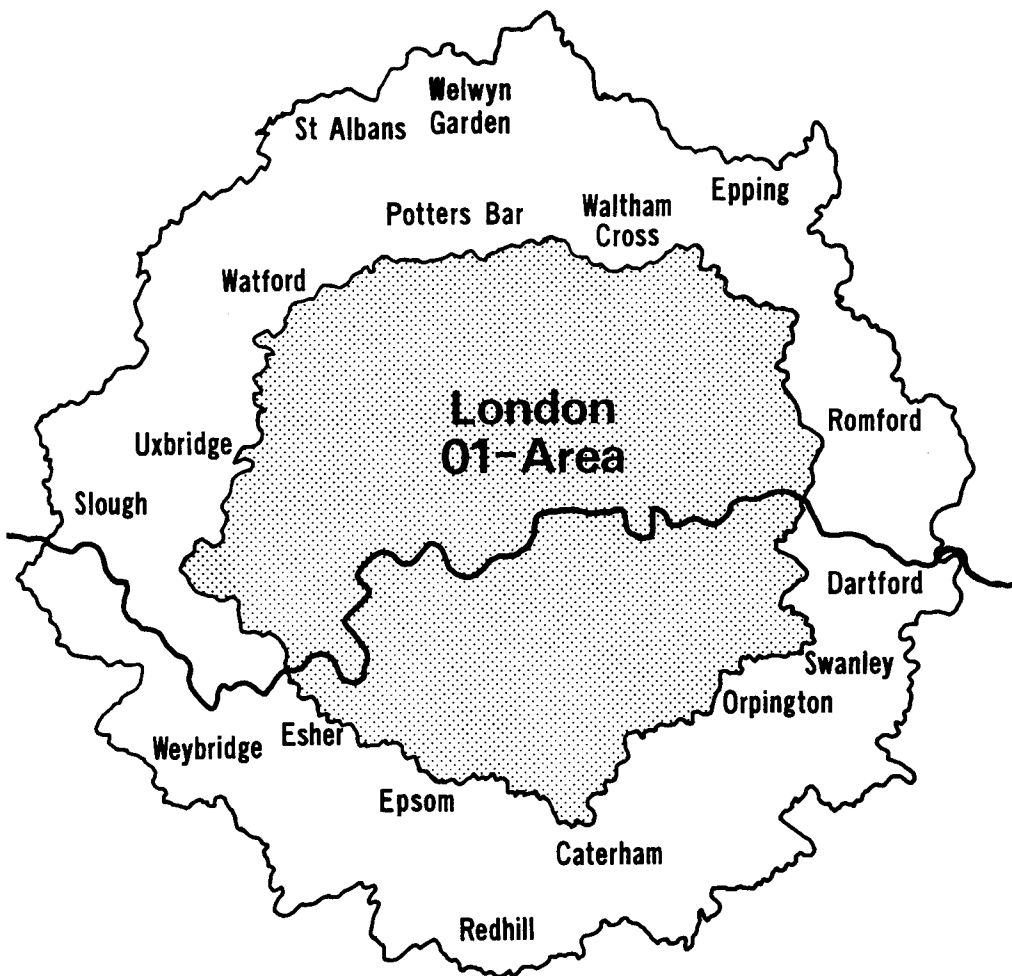 Welwyn
Garden
St Albans
Epping
Potters Bar
Waltham
Cross
Watford
London
01-Area
Romford
Uxbridge
Slough
Dartford
Swanley
Orpington
Esher
Weybridge
Epsom
Caterham
Redhill